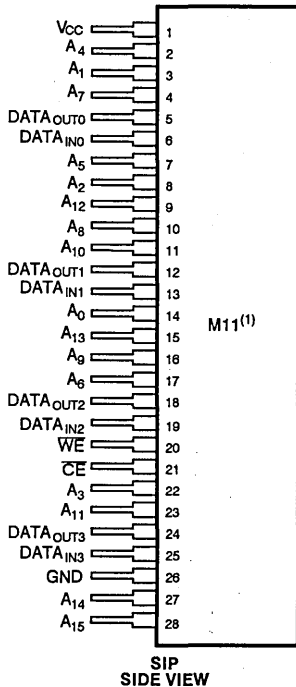 VCC 1
A4 2
A1 3
A7 4
DATAOUT0 5
DATAIN0 6
A5 7
A2 8
A12 9
A8 10
A10 11
DATAOUT1 12
DATAIN1 13
A0 14
A13 15
A9 16
A6 17
DATAOUT2 18
DATAIN2 19
W̅E̅ 20
C̅E̅ 21
A3 22
A11 23
DATAOUT3 24
DATAIN3 25
GND 26
A14 27
A15 28
M11(1)
SIP
SIDE VIEW